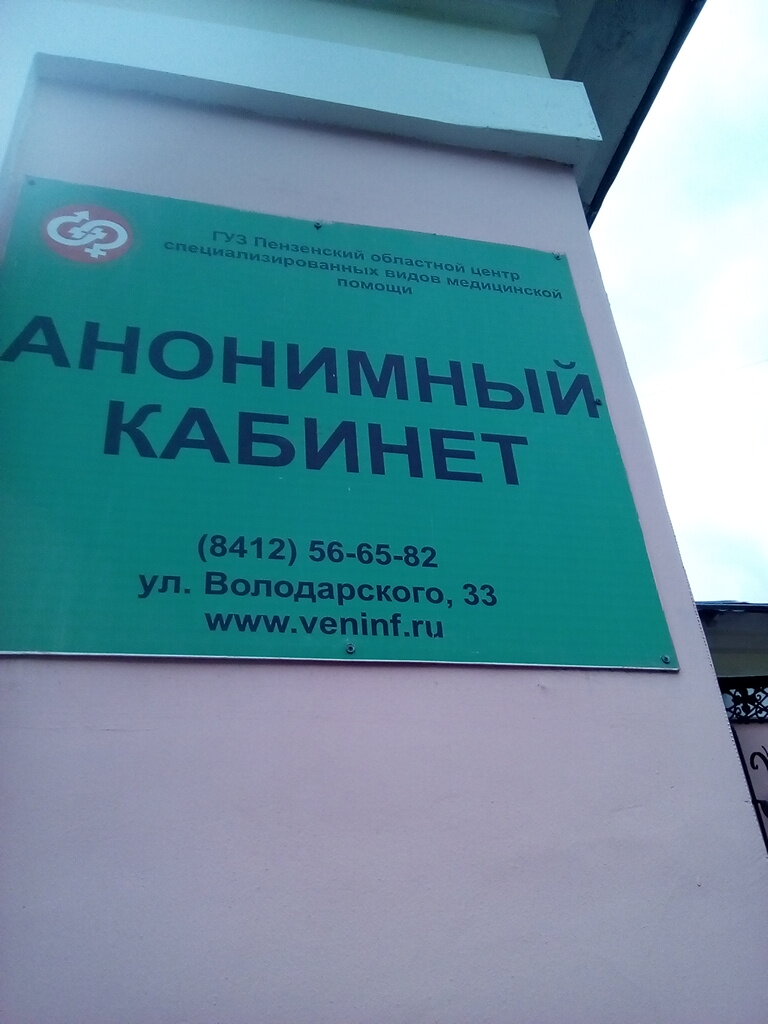 ГУЗ Пензенский областной центр
специализированных видов медицинской
помощи
АНОНИМНЫЙ
КАБИНЕТ
(8412) 56-65-82
ул. Володарского, 33
www.veninf.ru